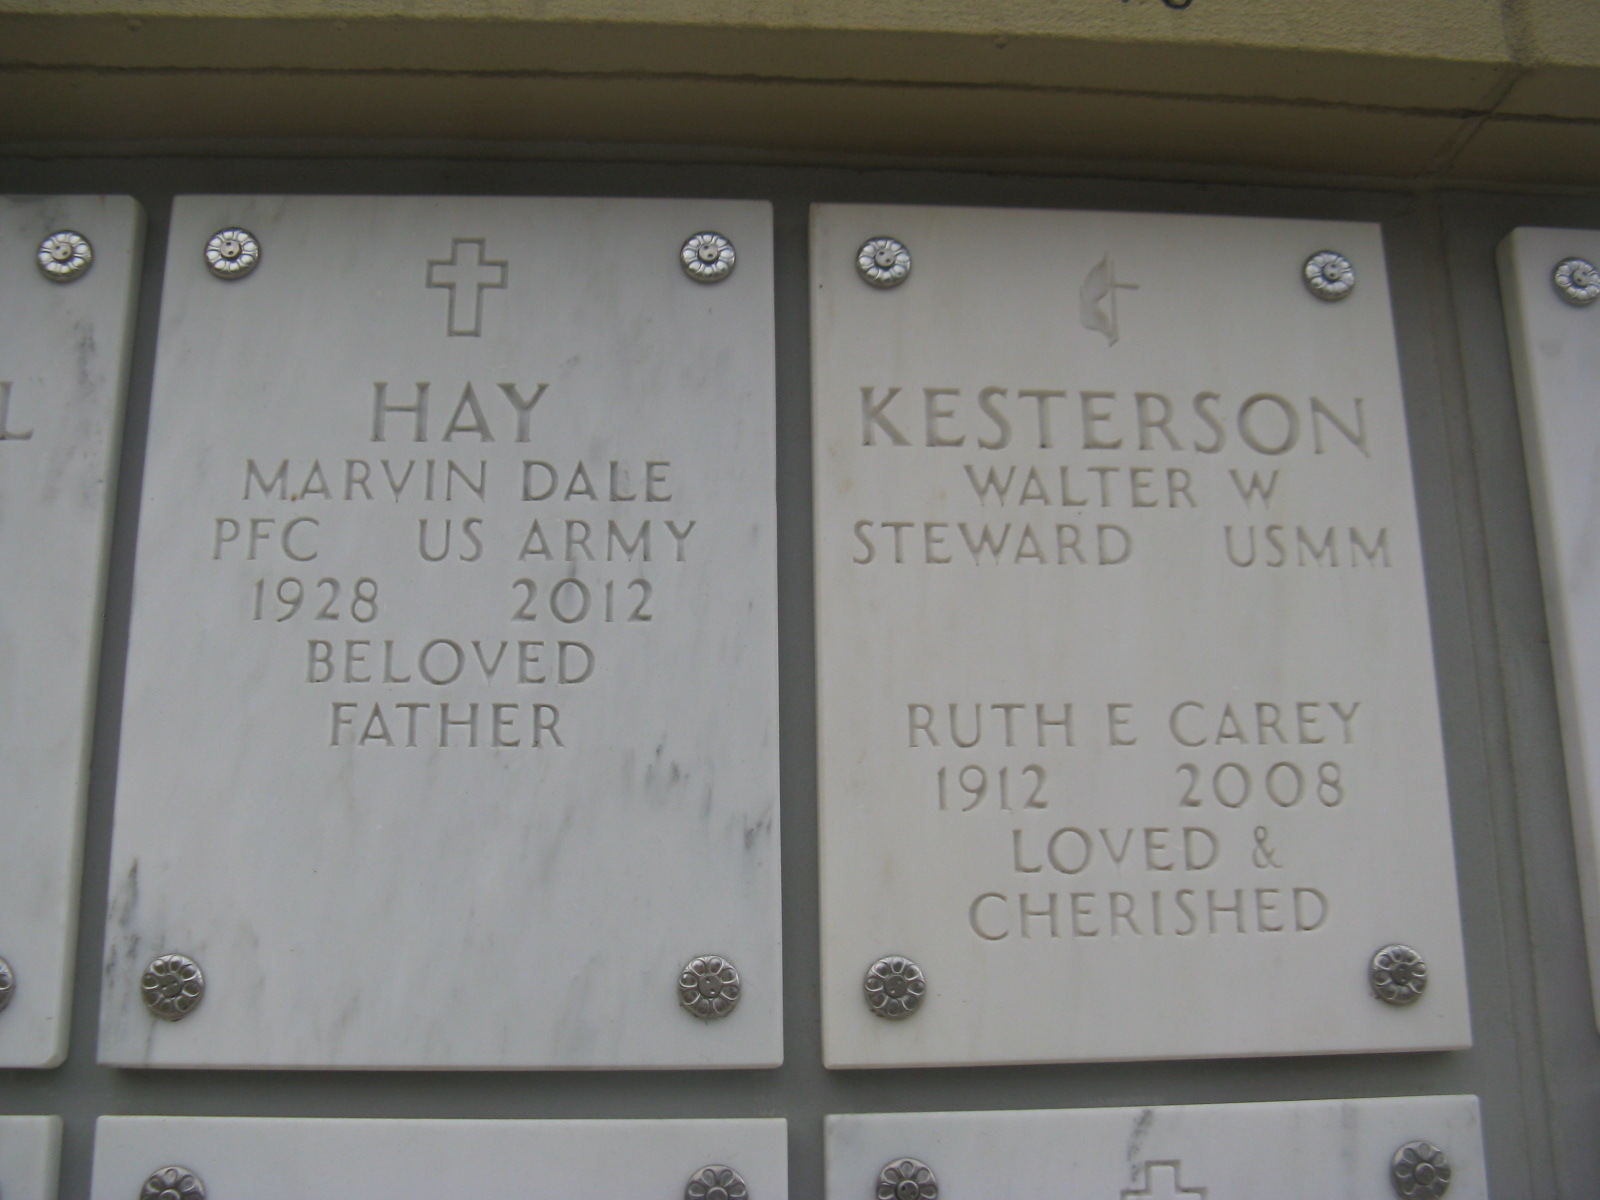 HAY
MARVIN DALE
PFC US ARMY
1928 2012
BELOVED
FATHER
KESTERSON
WALTER W
STEWARD USMM
RUTH E CAREY
1912 2008
LOVED &
CHERISHED
L